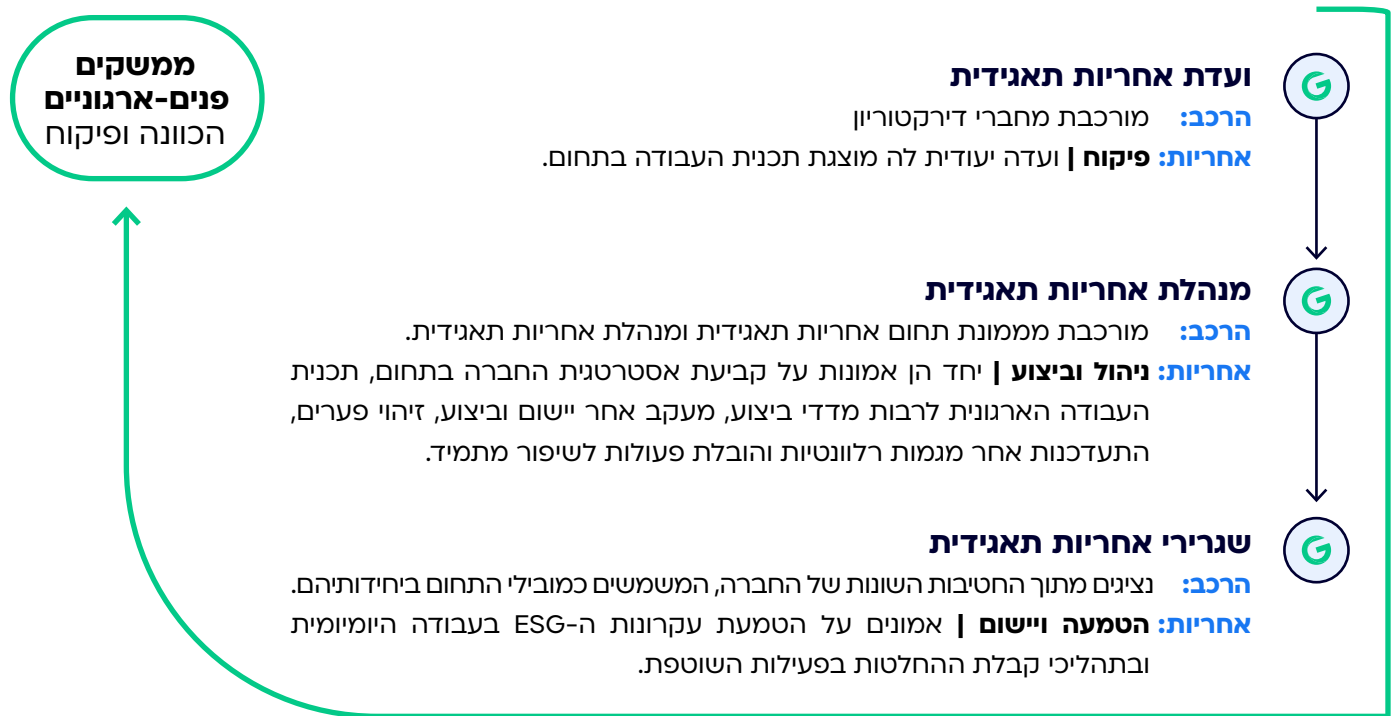 ממשקים
פנים-ארגוניים
הכוונה ופיקוח
ועדת אחריות תאגידית
הרכב: מורכבת מחברי דירקטוריון
אחריות: פיקוח | ועדה יעודית לה מוצגת תכנית העבודה בתחום.
מנהלת אחריות תאגידית
הרכב: מורכבת מממונת תחום אחריות תאגידית ומנהלת אחריות תאגידית.
אחריות: ניהול וביצוע | יחד הן אמונות על קביעת אסטרטגית החברה בתחום, תכנית
העבודה הארגונית לרבות מדדי ביצוע, מעקב אחר יישום וביצוע, זיהוי פערים,
התעדכנות אחר מגמות רלוונטיות והובלת פעולות לשיפור מתמיד.
שגרירי אחריות תאגידית
הרכב: נציגים מתוך החטיבות השונות של החברה, המשמשים כמובילי התחום ביחידותיהם.
אחריות: הטמעה ויישום | אמונים על הטמעת עקרונות ה-ESG בעבודה היומיומית
ובתהליכי קבלת ההחלטות בפעילות השוטפת.